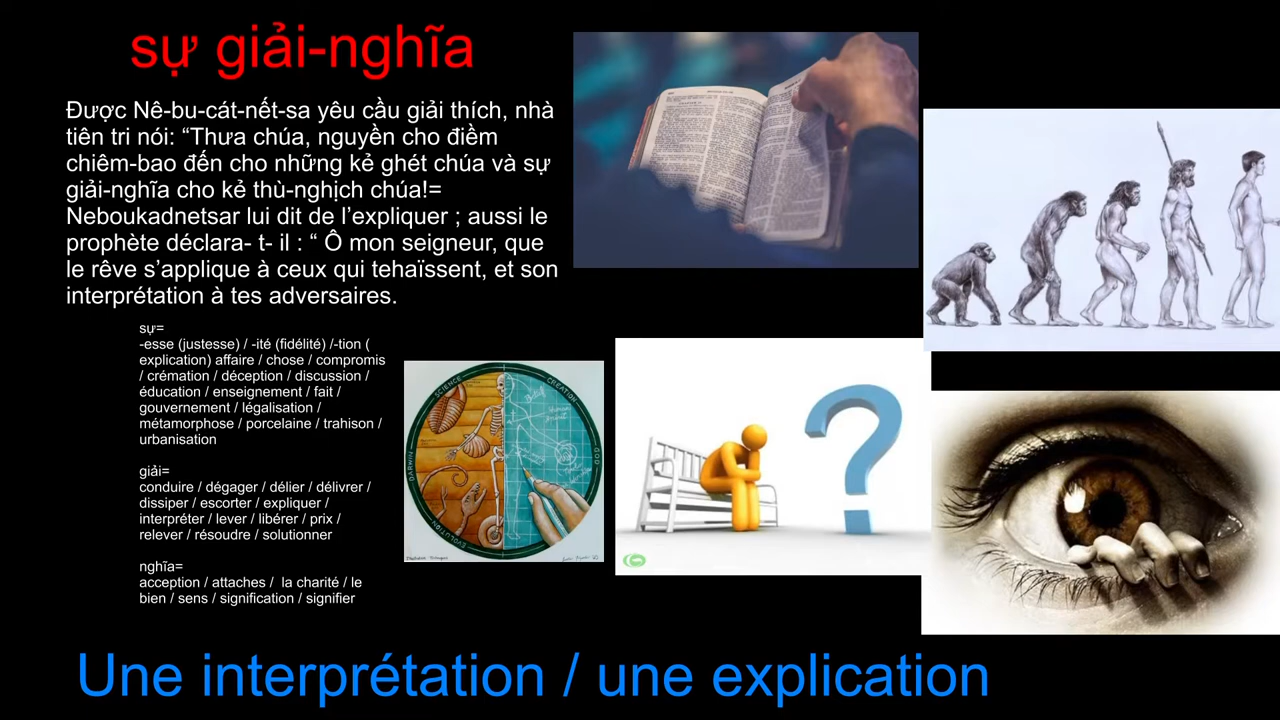 sự giải-nghĩa
Được Nê-bu-cát-nết-sa yêu cầu giải thích, nhà
tiên tri nói: “Thưa chúa, nguyền cho điềm
chiêm-bao đến cho những kẻ ghét chúa và sự
giải-nghĩa cho kẻ thù-nghịch chúa!=
Neboukadnetsar lui dit de l’expliquer ; aussi le
prophète déclara- t- il : “ Ô mon seigneur, que
le rêve s’applique à ceux qui tehaïssent, et son
interprétation à tes adversaires.
sự=
-esse (justesse) / -ité (fidélité) /-tion (
explication) affaire / chose / compromis
/ crémation / déception / discussion /
éducation / enseignement / fait /
gouvernement / légalisation /
métamorphose / porcelaine / trahison /
urbanisation
giải=
conduire / dégager / délier / délivrer /
dissiper / escorter / expliquer /
interpréter / lever / libérer / prix /
relever / résoudre / solutionner
nghĩa=
acception / attaches /  la charité / le
bien / sens / signification / signifier
SCIENCE
CREATION
DARWIN
GOD
EVOLUTION
Une interprétation / une explication